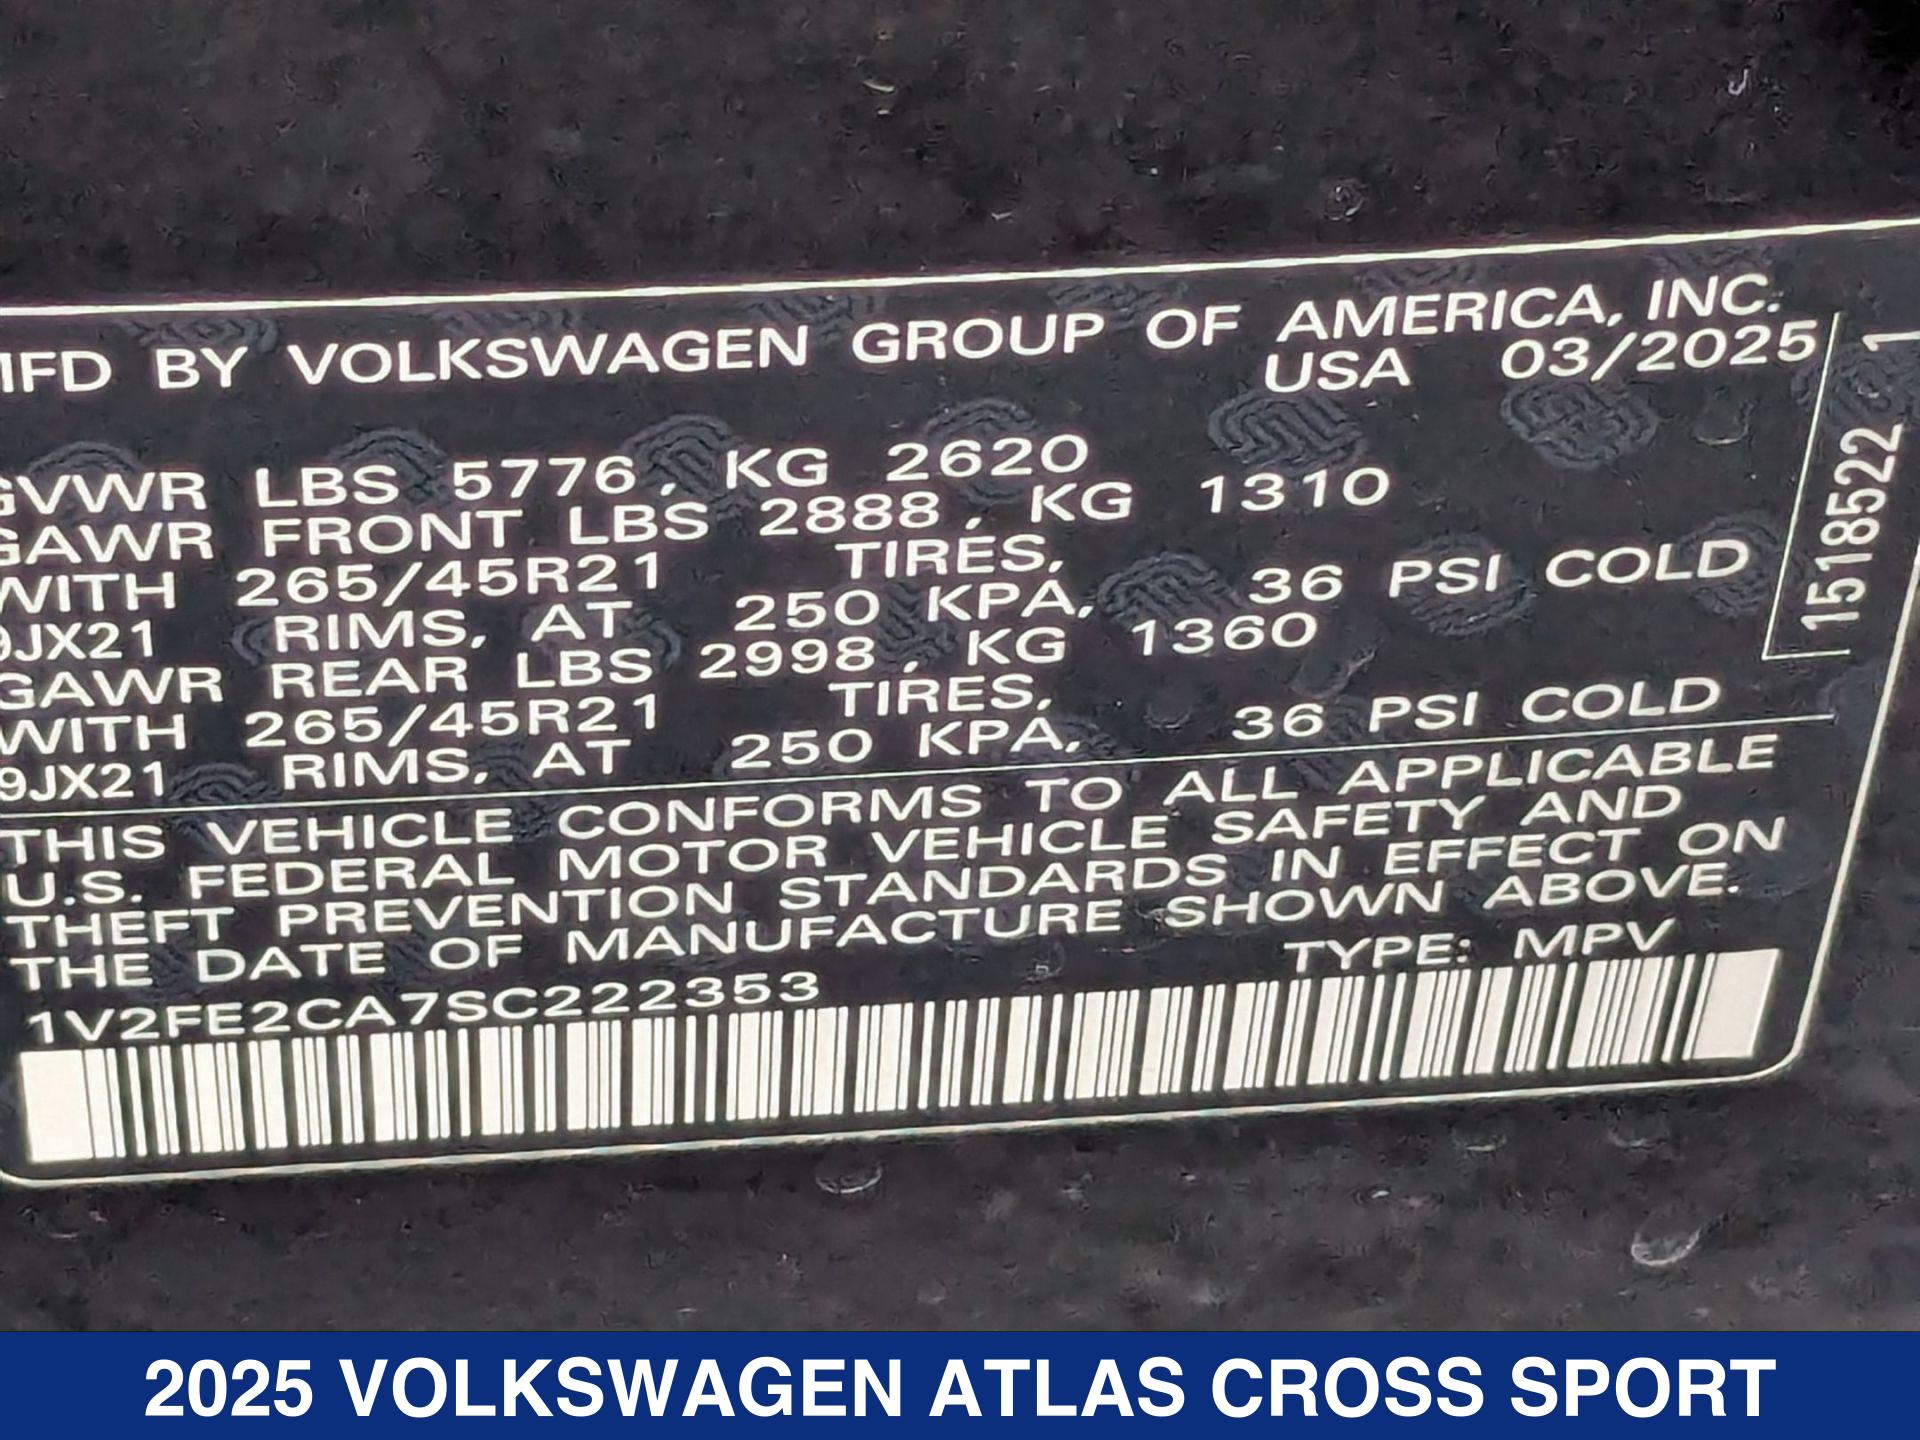 MFD BY VOLKSWAGEN GROUP OF AMERICA, INC.
USA 03/2025
GVWR LBS 5776, KG 2620
GAWR FRONT LBS 2888, KG 1310
WITH 265/45R21 TIRES,
9JX21 RIMS, AT 250 KPA, 36 PSI COLD
GAWR REAR LBS 2998, KG 1360
WITH 265/45R21 TIRES,
9JX21 RIMS, AT 250 KPA, 36 PSI COLD
THIS VEHICLE CONFORMS TO ALL APPLICABLE
U.S. FEDERAL MOTOR VEHICLE SAFETY AND
THEFT PREVENTION STANDARDS IN EFFECT ON
THE DATE OF MANUFACTURE SHOWN ABOVE.
1V2FE2CA7SC222353 TYPE: MPV
1518522 1
2025 VOLKSWAGEN ATLAS CROSS SPORT